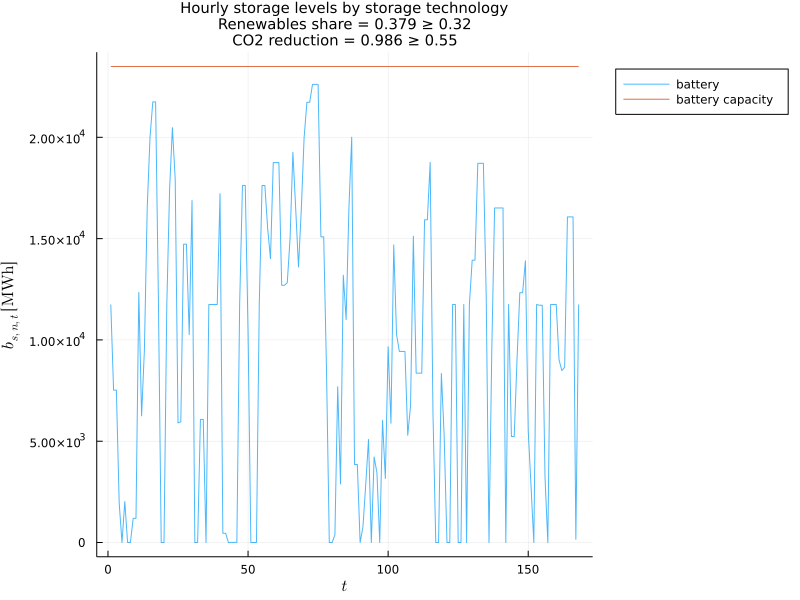 Hourly storage levels by storage technology
Renewables share = 0.379 ≥ 0.32
CO2 reduction = 0.986 ≥ 0.55
battery
battery capacity
2.00×10⁴
1.50×10⁴
1.00×10⁴
5.00×10³
0
b_{s, n, t} [MWh]
0 50 100 150
t